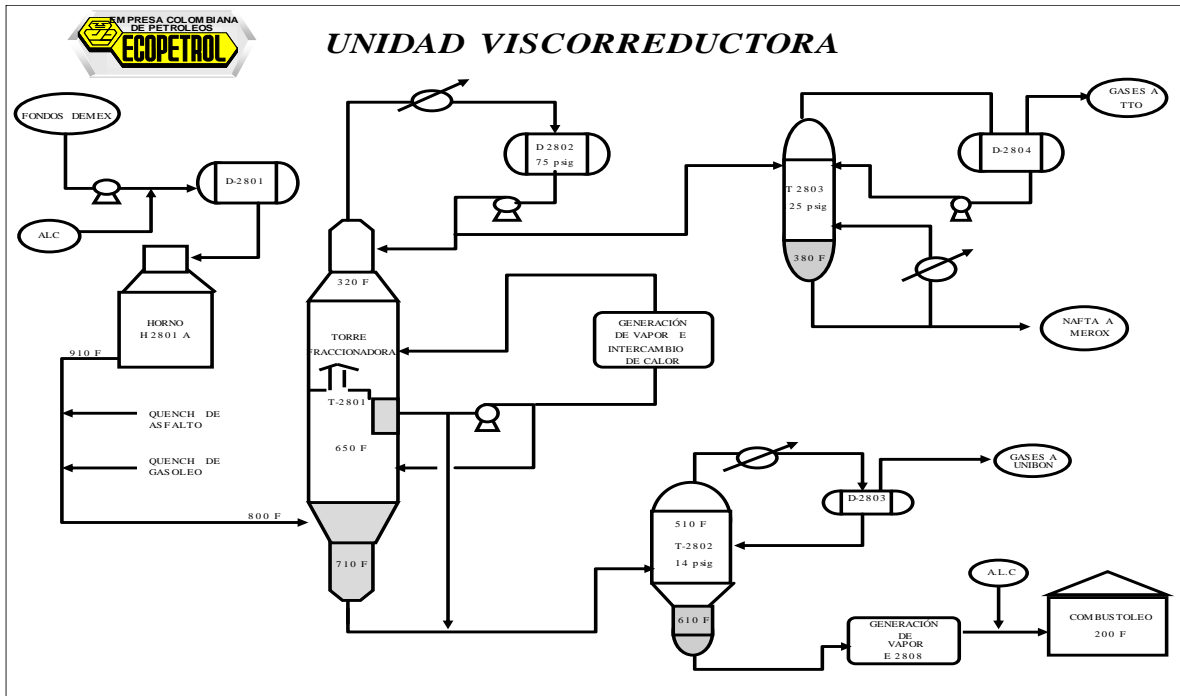 EMPRESA COLOMBIANA
DE PETROLEOS
ECOPETROL
UNIDAD VISCORREDUCTORA
FONDOS DEMEX
D-2801
ALC
HORNO
H 2801 A
910 F
QUENCH DE
ASFALTO
QUENCH DE
GASOLEO
800 F
D 2802
75 psig
320 F
TORRE
FRACCIONADORA
T-2801
650 F
710 F
GENERACIÓN
DE VAPOR E
INTERCAMBIO
DE CALOR
T 2803
25 psig
380 F
D-2804
GASES A
TTO
NAFTA A
MEROX
510 F
T-2802
14 psig
610 F
D-2803
GASES A
UNIBON
GENERACIÓN
DE
VAPOR
E 2808
A.L.C
COMBUSTOLEO
200 F